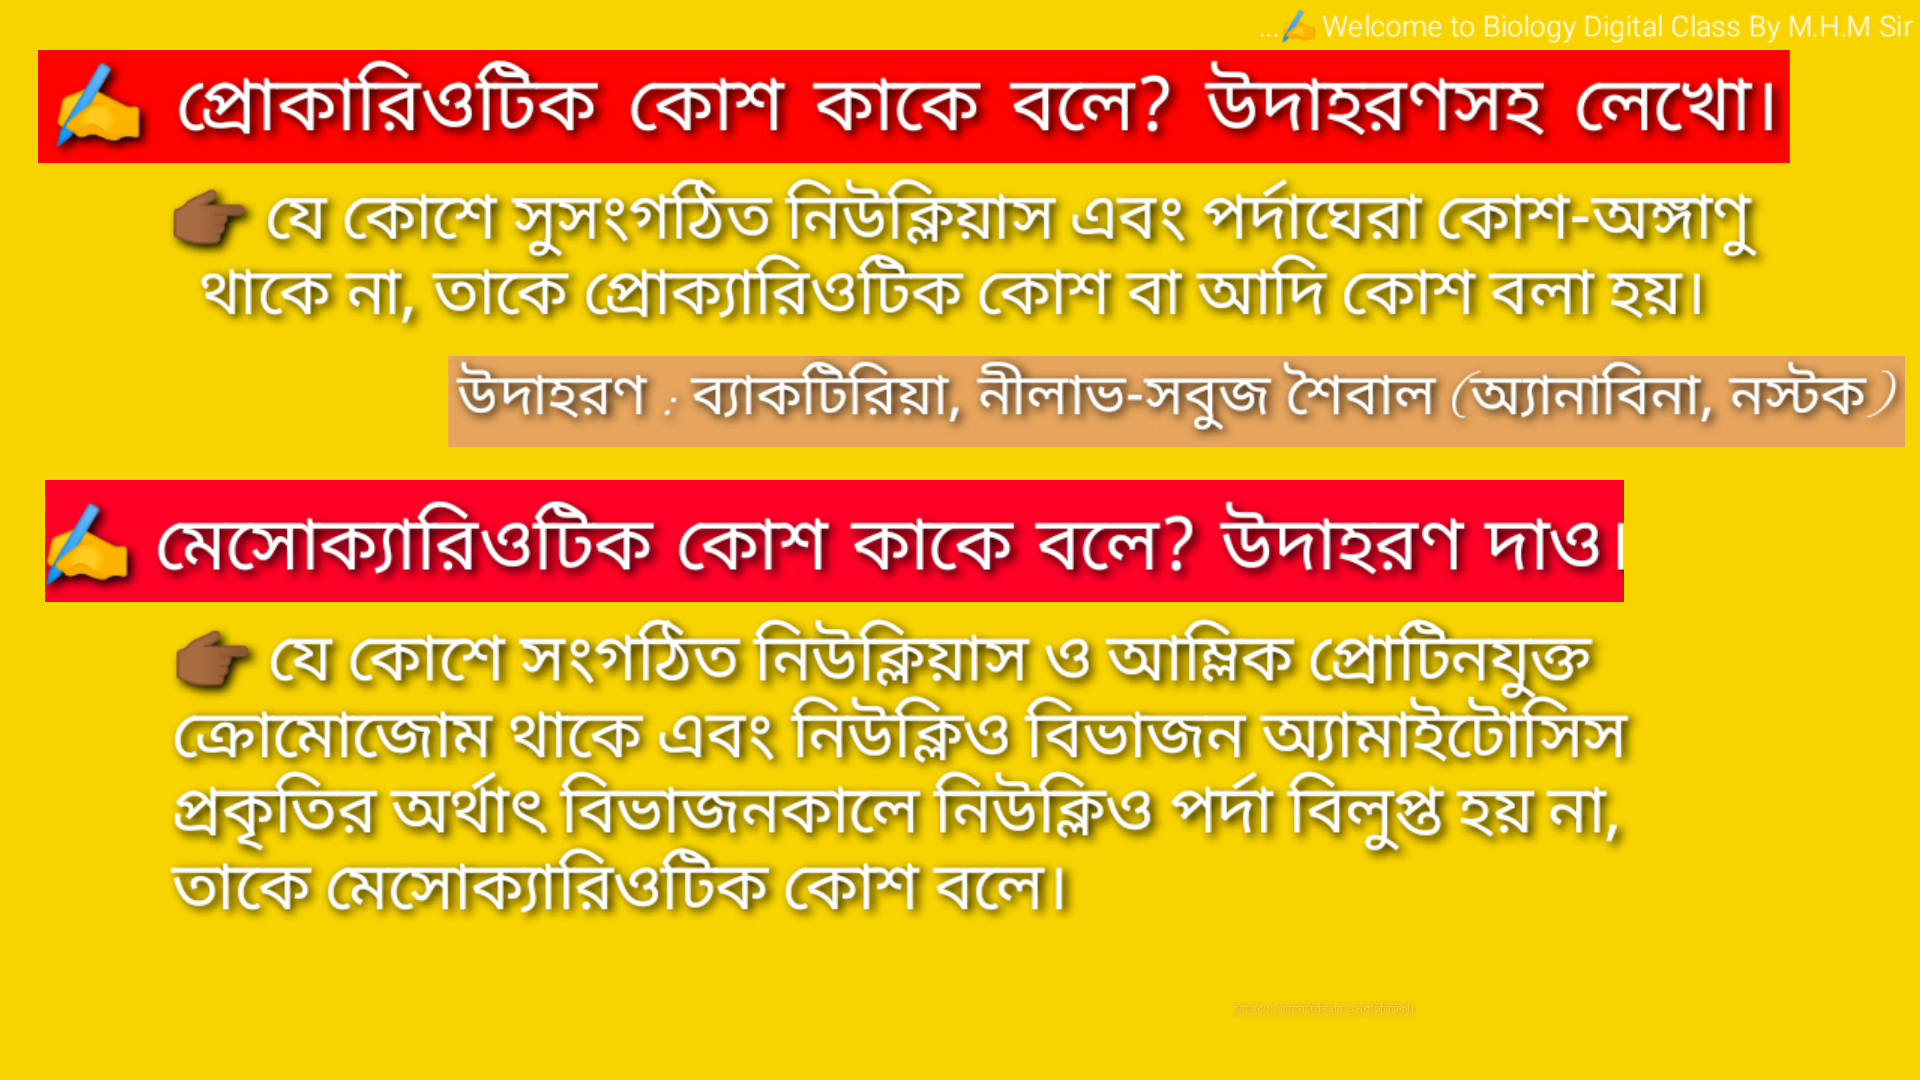 ...✍ Welcome to Biology Digital Class By M.H.M Sir
✍ প্রোকারিওটিক কোশ কাকে বলে? উদাহরণসহ লেখো।
👉 যে কোশে সুসংগঠিত নিউক্লিয়াস এবং পর্দাঘেরা কোশ-অঙ্গাণু
থাকে না, তাকে প্রোক্যারিওটিক কোশ বা আদি কোশ বলা হয়।
উদাহরণ : ব্যাকটিরিয়া, নীলাভ-সবুজ শৈবাল (অ্যানাবিনা, নস্টক)
✍ মেসোক্যারিওটিক কোশ কাকে বলে? উদাহরণ দাও।
👉 যে কোশে সংগঠিত নিউক্লিয়াস ও আম্লিক প্রোটিনযুক্ত
ক্রোমোজোম থাকে এবং নিউক্লিও বিভাজন অ্যামাইটোসিস
প্রকৃতির অর্থাৎ বিভাজনকালে নিউক্লিও পর্দা বিলুপ্ত হয় না,
তাকে মেসোক্যারিওটিক কোশ বলে।